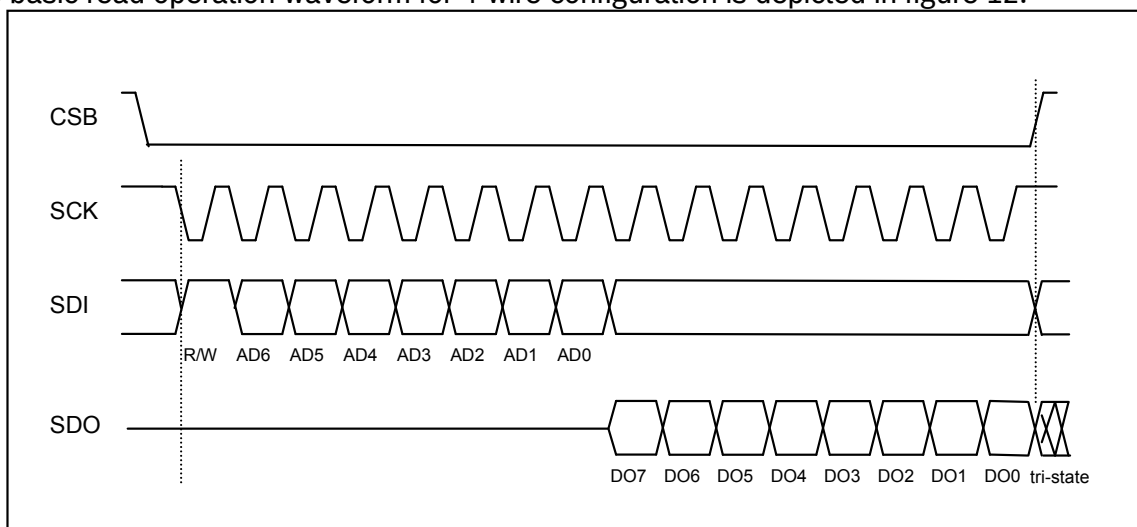 basic read operation waveform for 4 wire configuration is depicted in figure 12.
CSB
SCK
SDI
R/W AD6 AD5 AD4 AD3 AD2 AD1 AD0
SDO
DO7 DO6 DO5 DO4 DO3 DO2 DO1 DO0 tri-state